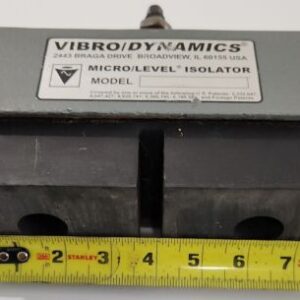 VIBRO/DYNAMICS®
2443 BRAGA DRIVE BROADVIEW, IL 60155 USA
MICRO/LEVEL® ISOLATOR
MODEL
2 STANLEY 3 4 5 6 7 8